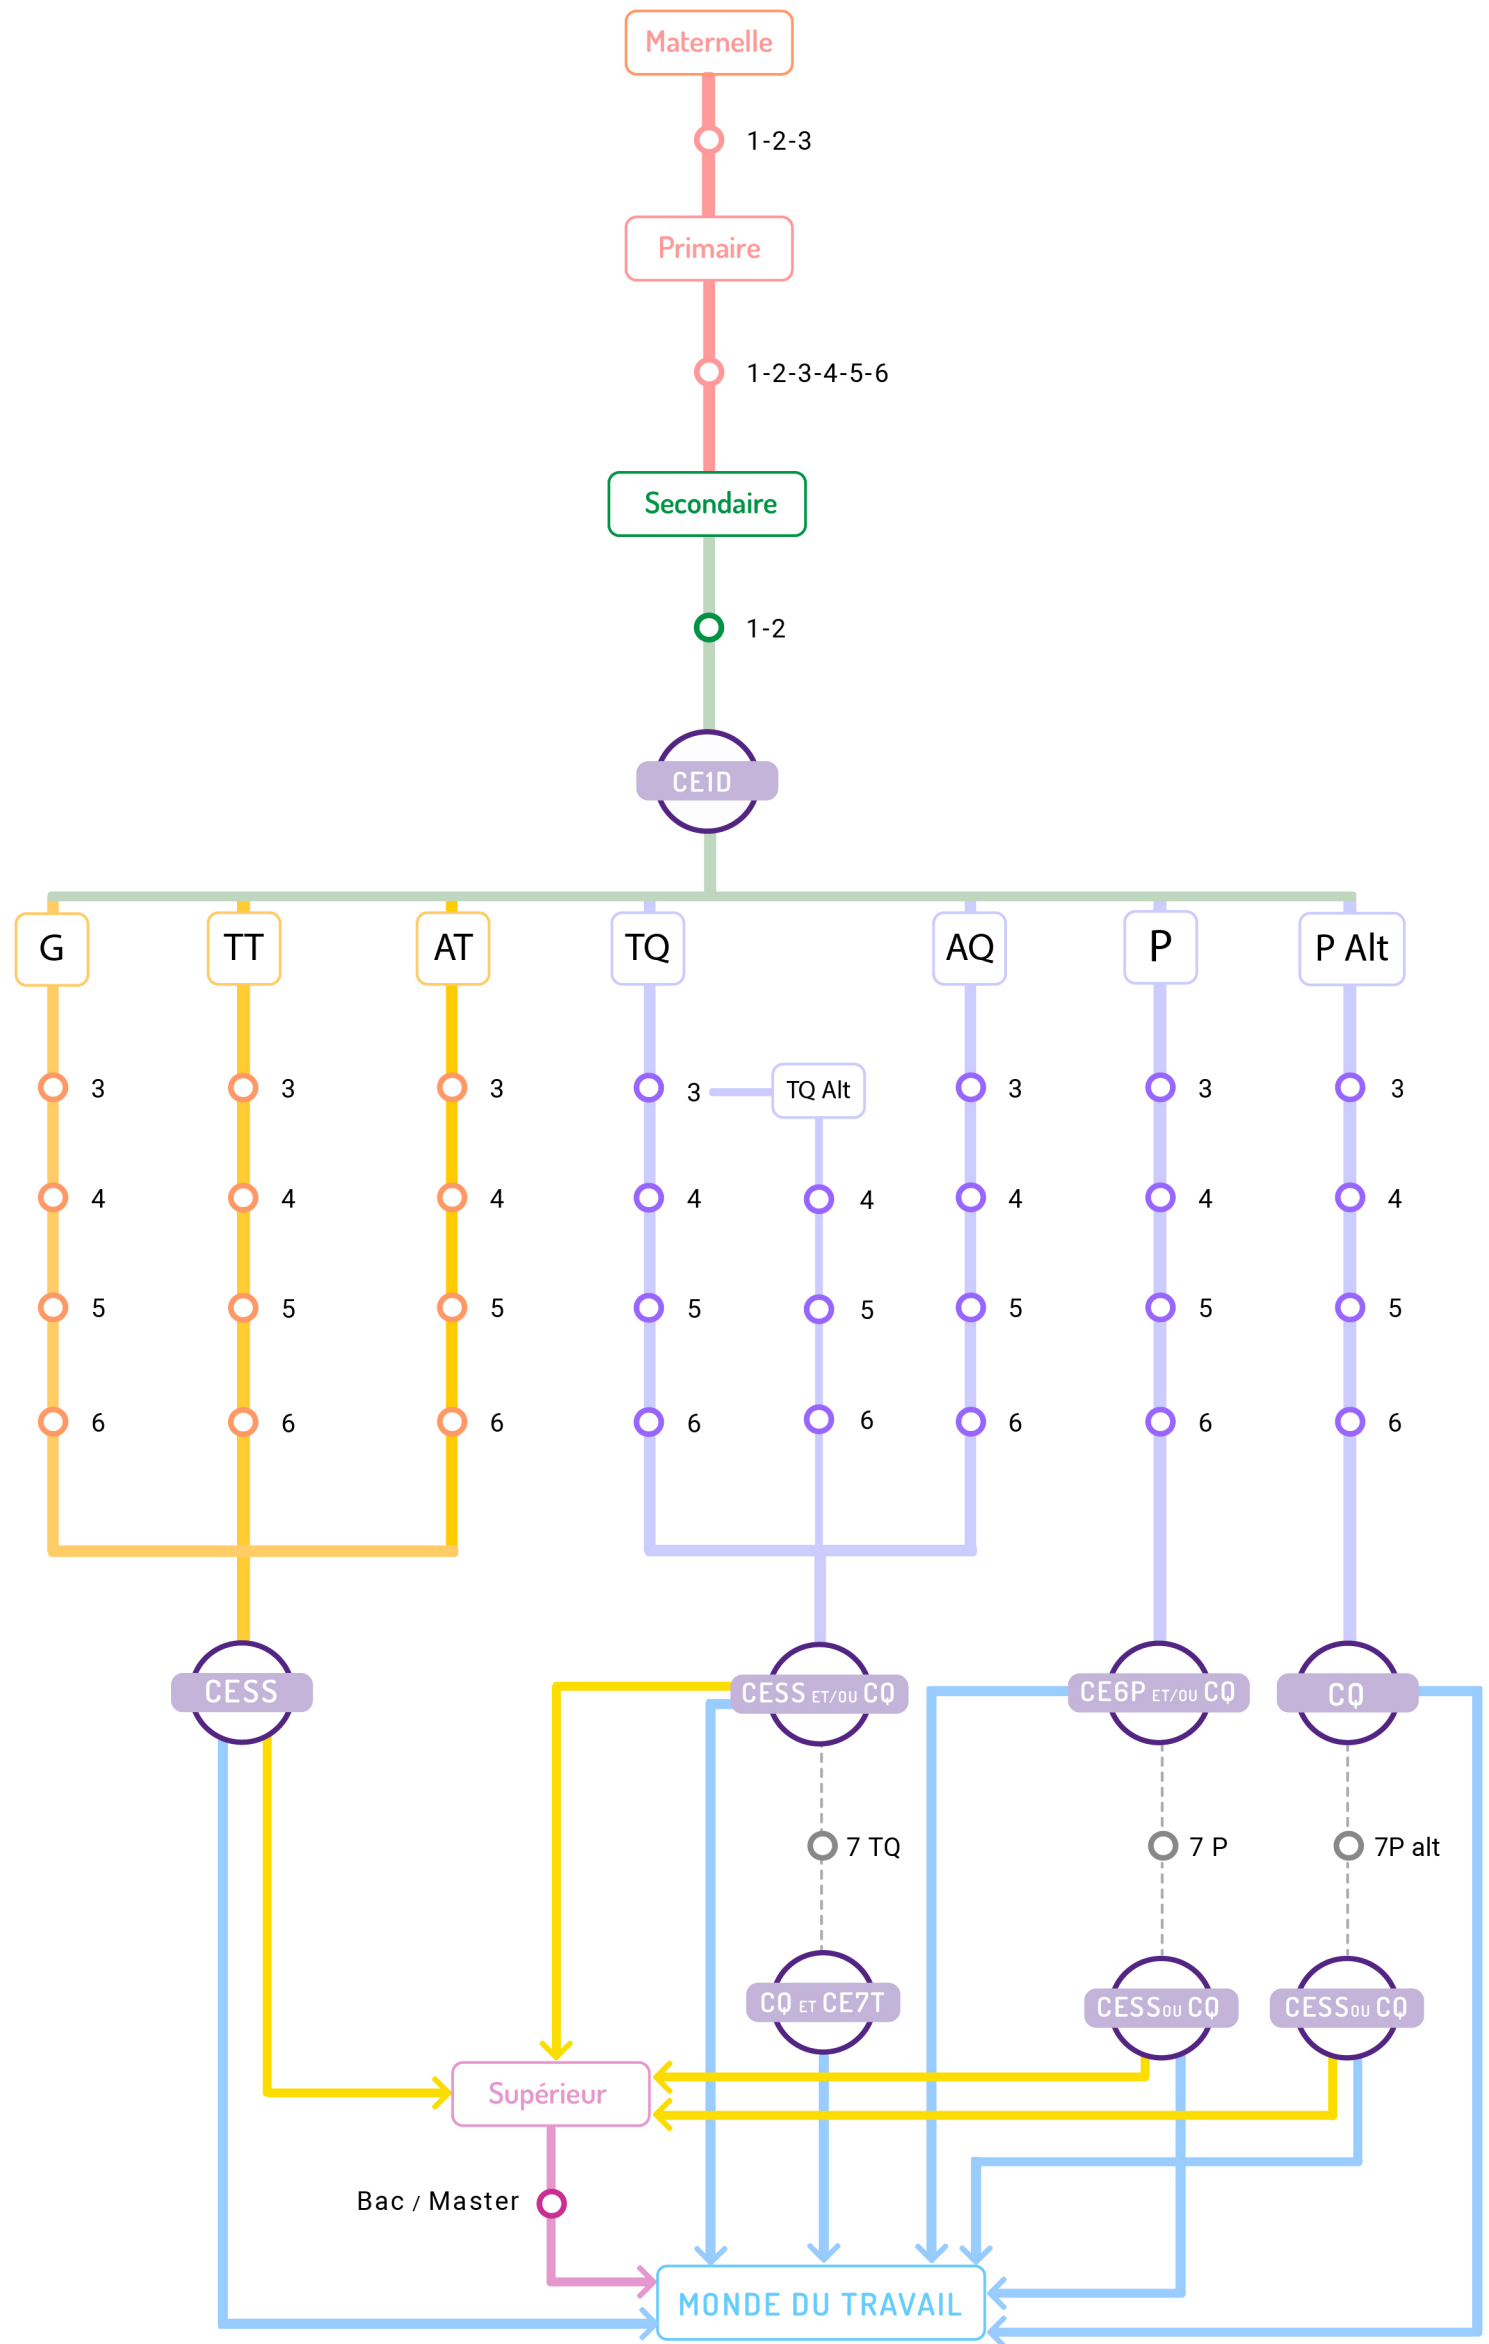 Maternelle
1-2-3
Primaire
1-2-3-4-5-6
Secondaire
1-2
CE1D
G
TT
AT
TQ
AQ
P
P Alt
3
3
3
3
TQ Alt
3
3
3
4
4
4
4
4
4
4
4
5
5
5
5
5
5
5
5
6
6
6
6
6
6
6
6
CESS
CESS ET/OU CQ
CE6P ET/OU CQ
CQ
7 TQ
7 P
7P alt
CQ ET CE7T
CESS OU CQ
CESS OU CQ
Supérieur
Bac / Master
MONDE DU TRAVAIL